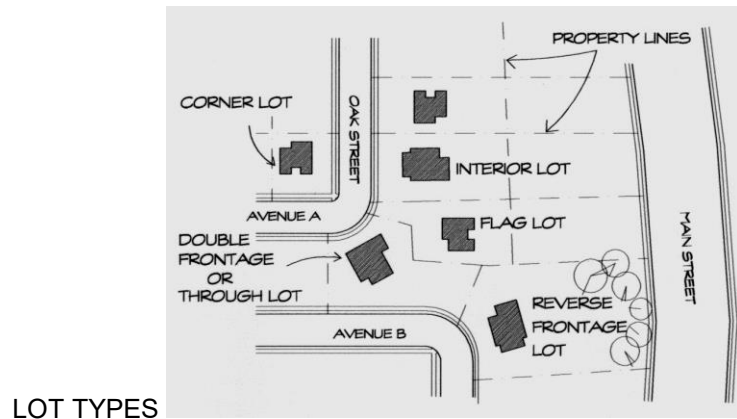 PROPERTY LINES
CORNER LOT
OAK STREET
INTERIOR LOT
AVENUE A
FLAG LOT
MAIN STREET
DOUBLE
FRONTAGE
OR
THROUGH LOT
REVERSE
FRONTAGE
LOT
AVENUE B
LOT TYPES